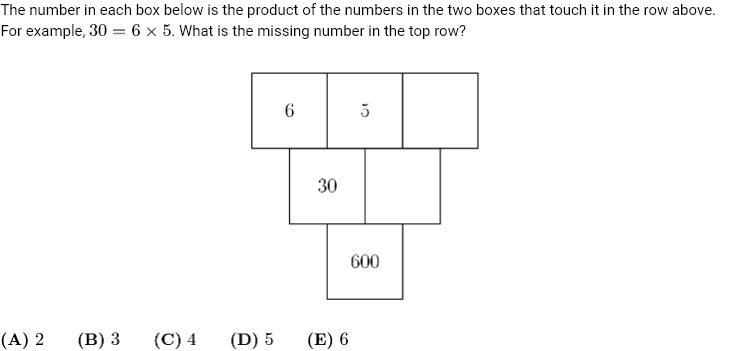 The number in each box below is the product of the numbers in the two boxes that touch it in the row above.
For example, 30 = 6 × 5. What is the missing number in the top row?
6 5
30
600
(A) 2 (B) 3 (C) 4 (D) 5 (E) 6